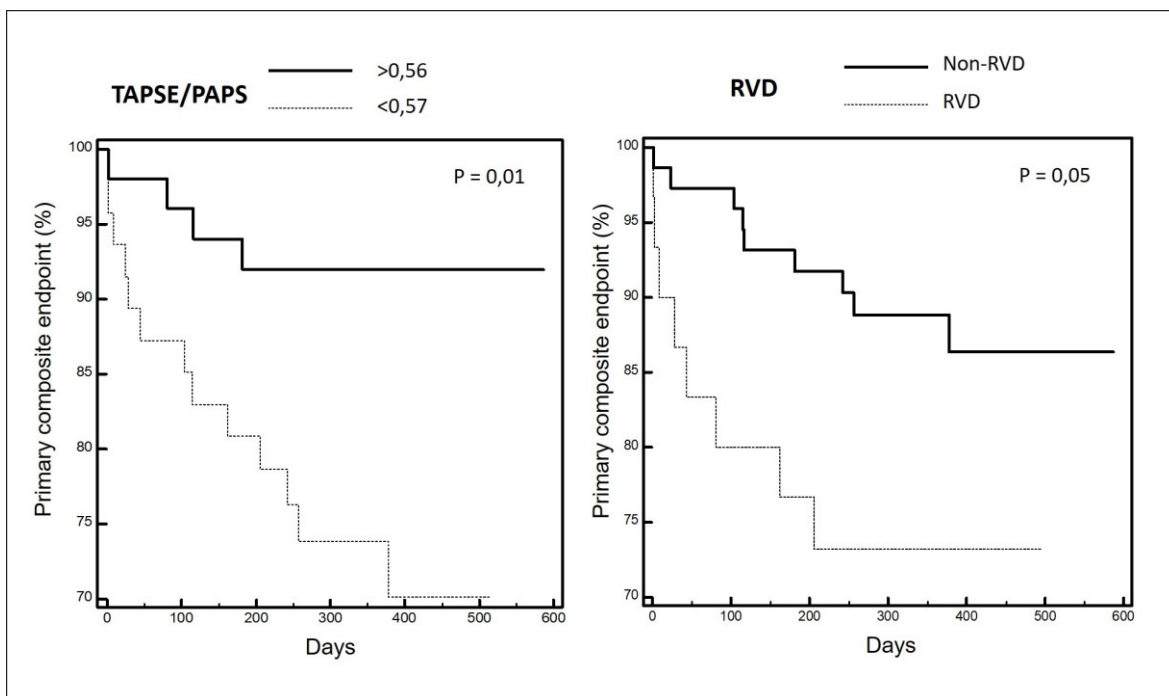 TAPSE/PAPS
>0,56
<0,57
P = 0,01
Primary composite endpoint (%)
100
95
90
85
80
75
70
0 100 200 300 400 500 600
Days
RVD
Non-RVD
RVD
P = 0,05
Primary composite endpoint (%)
100
95
90
85
80
75
70
0 100 200 300 400 500 600
Days